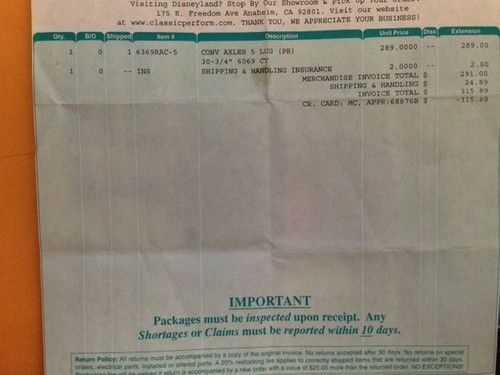 Visiting Disneyland? Stop By Our Showroom & Pick Up Your Order!
175 E. Freedom Ave Anaheim, CA 92801. Visit our website
at www.classicperform.com. THANK YOU, WE APPRECIATE YOUR BUSINESS!
Qty. B/O Shipped Item # Description Unit Price Disc Extension
1 0 1 6369RAC-5 CONV AXLES 5 LUG (PR) 289.0000 -- 289.00
30-3/4" 6069 CT
1 0 -- INS SHIPPING & HANDLING INSURANCE 2.0000 -- 2.00
MERCHANDISE INVOICE TOTAL $ 291.00
SHIPPING & HANDLING $ 24.89
INVOICE TOTAL $ 315.89
CR. CARD: MC, APPR:68876B $ -315.89
IMPORTANT
Packages must be inspected upon receipt. Any
Shortages or Claims must be reported within 10 days.
Return Policy: All returns must be accompanied by a copy of the original invoice. No returns accepted after 30 days. No returns on special
orders, electrical parts, installed or altered parts. A 20% restocking fee applies to correctly shipped items that are returned within 30 days.
Restocking fee will be waived if return is accompanied by a new order with a value of $25.00 more than the returned order. NO EXCEPTIONS!